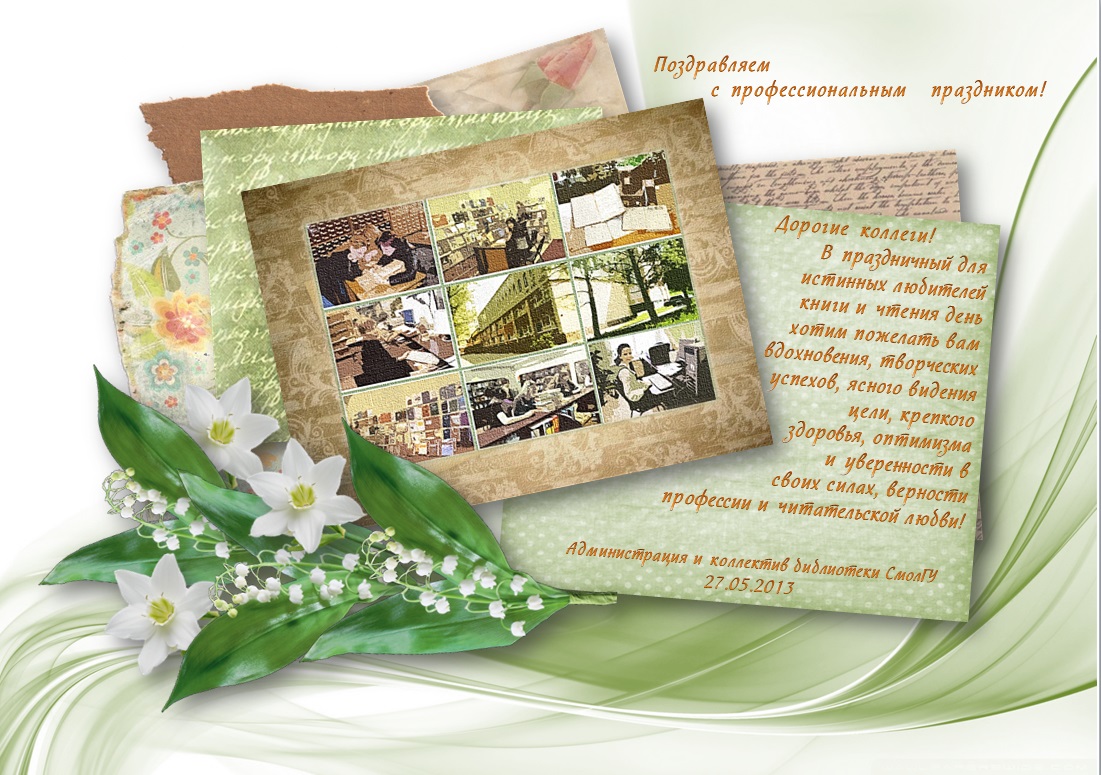 Поздравляем
с профессиональным праздником!
Дорогие коллеги!
В праздничный для
истинных любителей
книги и чтения день
хотим пожелать вам
вдохновения, творческих
успехов, ясного видения
цели, крепкого
здоровья, оптимизма
и уверенности в
своих силах, верности
профессии и читательской любви!
Администрация и коллектив библиотеки СмолГУ
27.05.2013